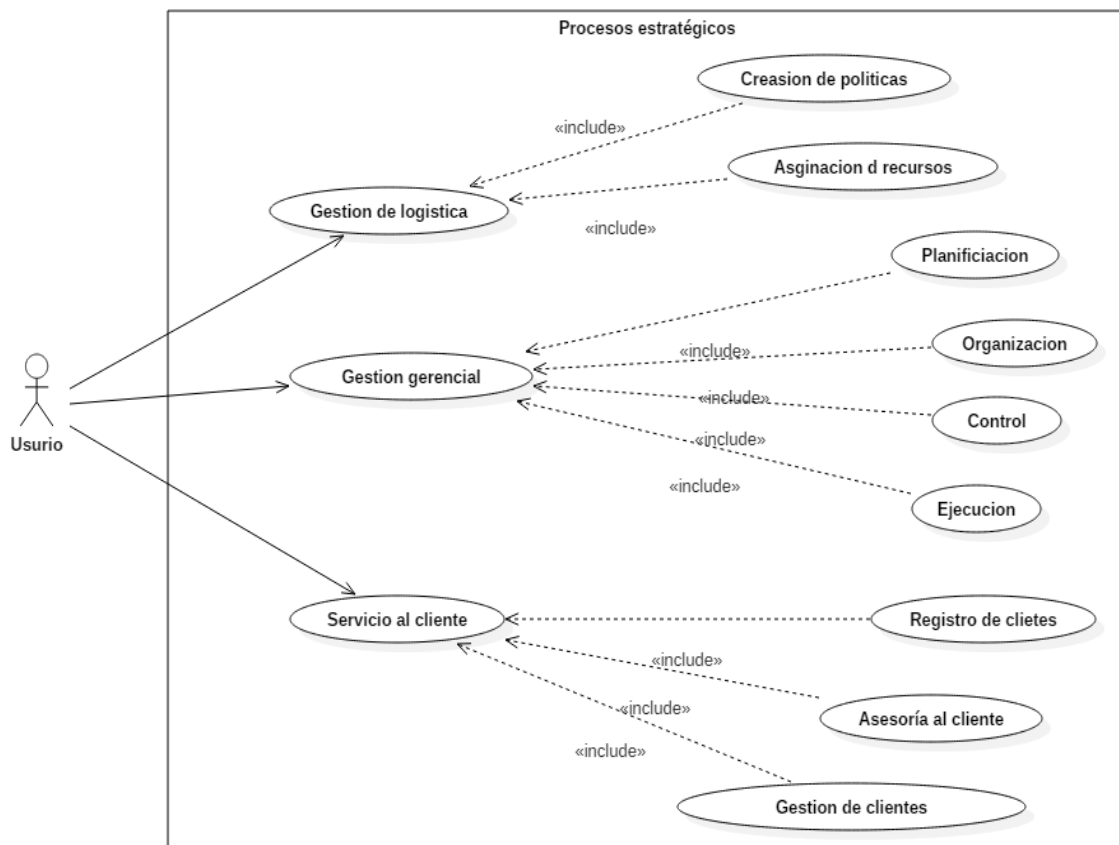 Procesos estratégicos
Creasion de politicas
«include»
Asginacion d recursos
Gestion de logistica
«include»
Planificiacion
Organizacion
«include»
Gestion gerencial
«include»
Control
Usurio
«include»
«include»
Ejecucion
Servicio al cliente
Registro de clietes
«include»
«include»
Asesoría al cliente
«include»
Gestion de clientes